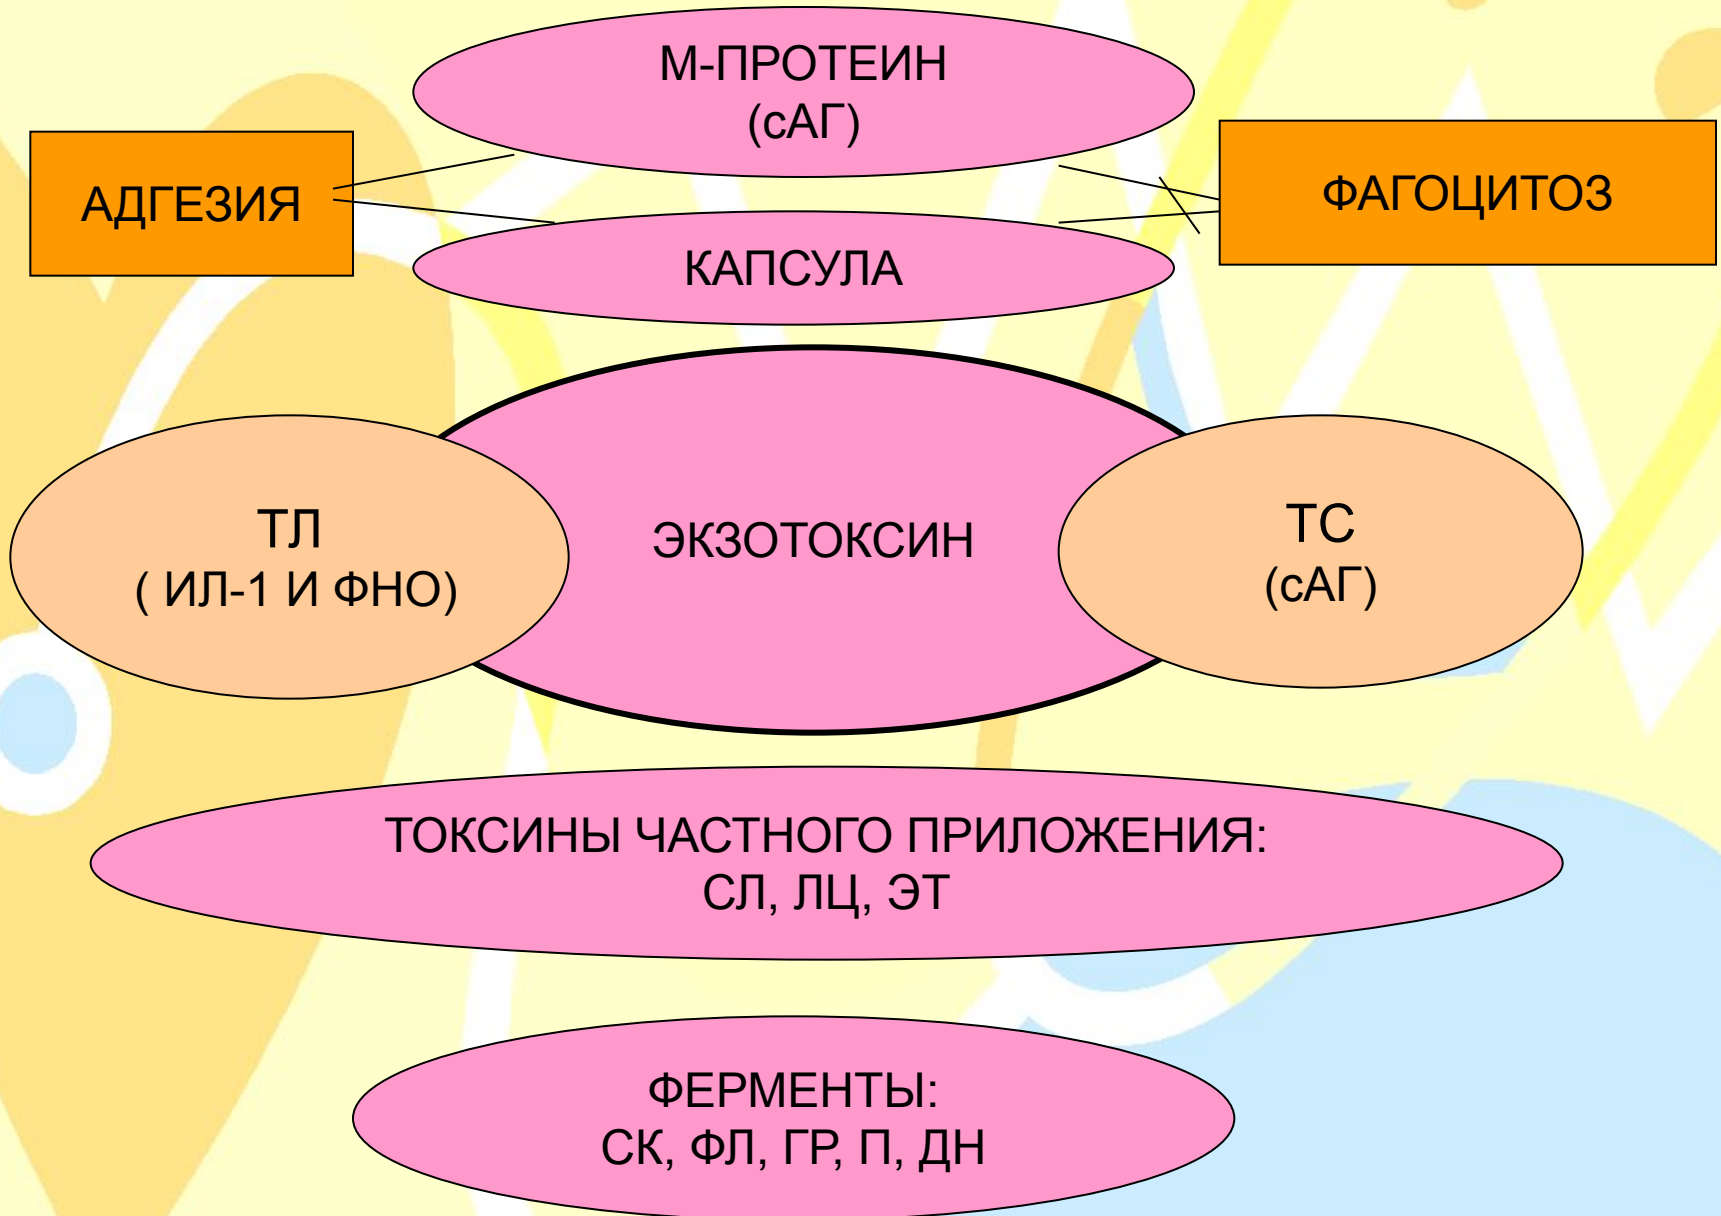 М-ПРОТЕИН
(сАГ)
АДГЕЗИЯ
ФАГОЦИТОЗ
КАПСУЛА
ТЛ
( ИЛ-1 И ФНО)
ЭКЗОТОКСИН
ТС
(сАГ)
ТОКСИНЫ ЧАСТНОГО ПРИЛОЖЕНИЯ:
СЛ, ЛЦ, ЭТ
ФЕРМЕНТЫ:
СК, ФЛ, ГР, П, ДН